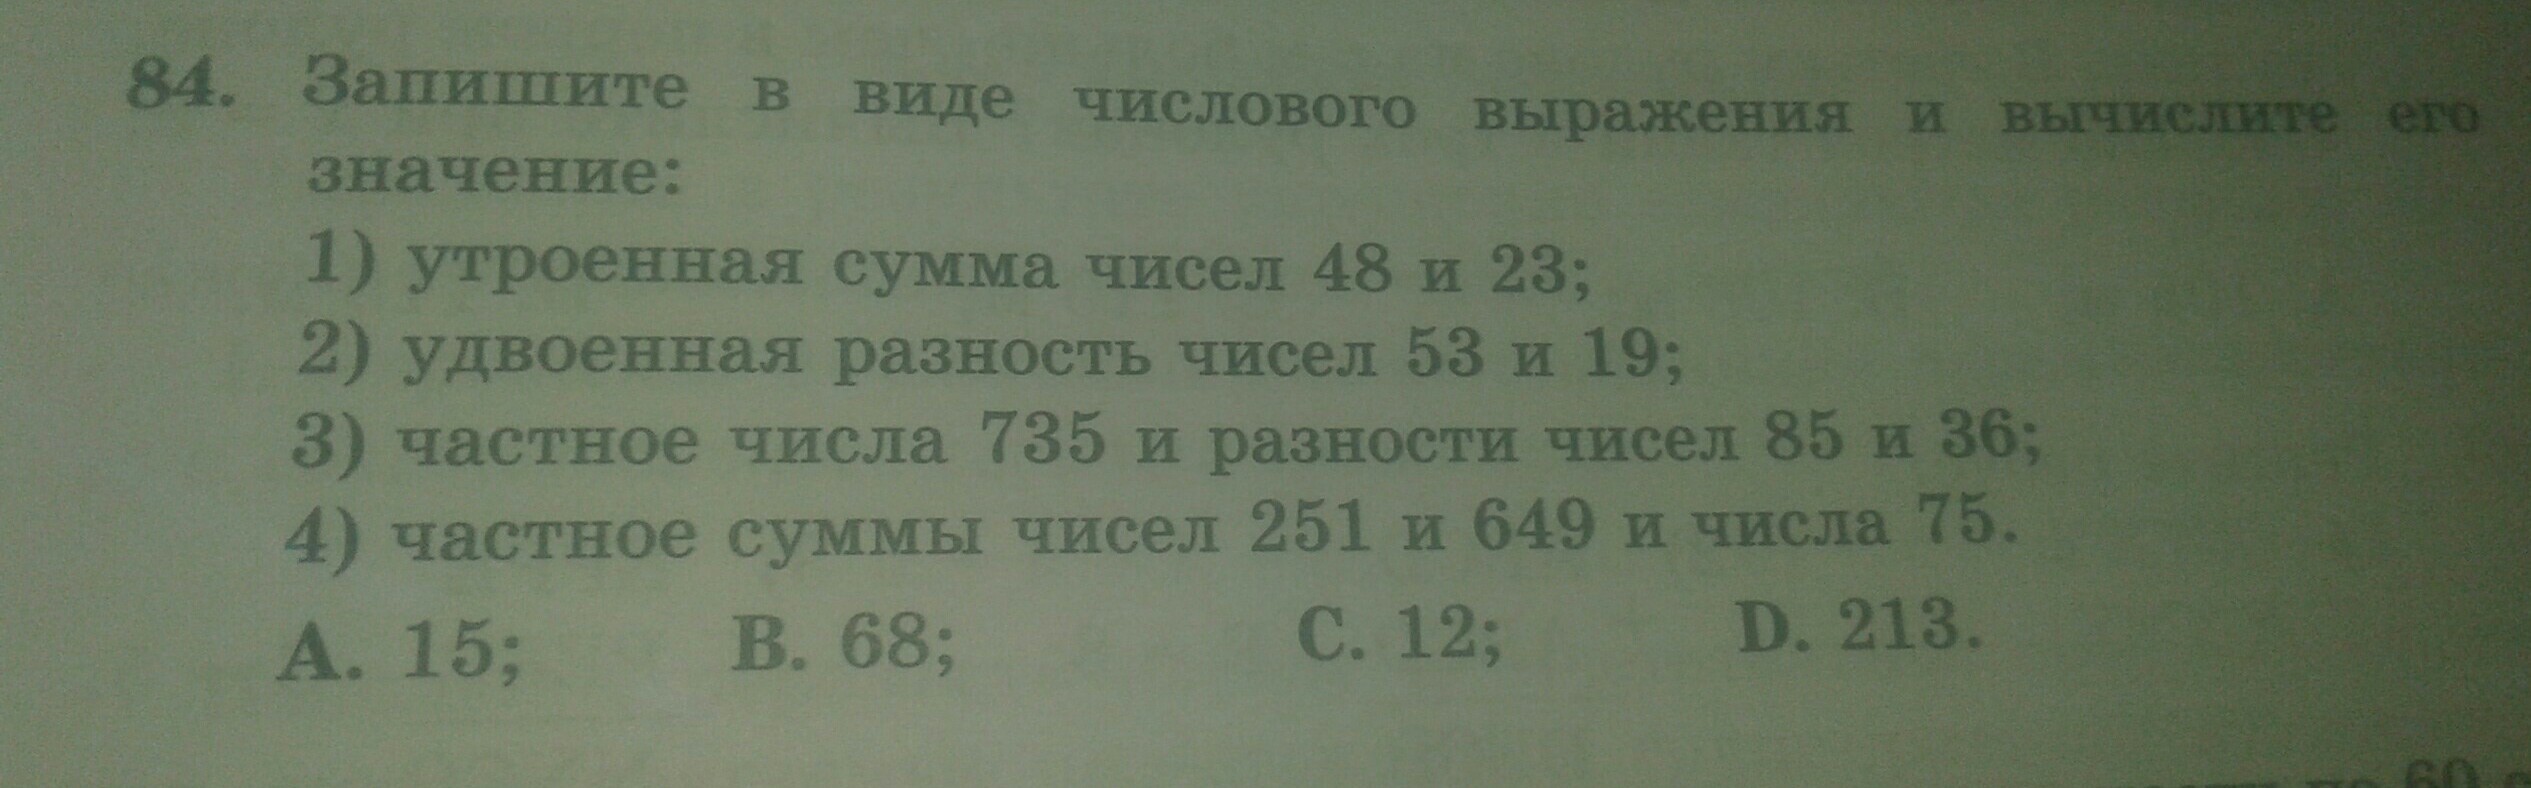 84. Запишите в виде числового выражения и вычислите его
значение:
1) утроенная сумма чисел 48 и 23;
2) удвоенная разность чисел 53 и 19;
3) частное числа 735 и разности чисел 85 и 36;
4) частное суммы чисел 251 и 649 и числа 75.
A. 15; B. 68; C. 12; D. 213.
60